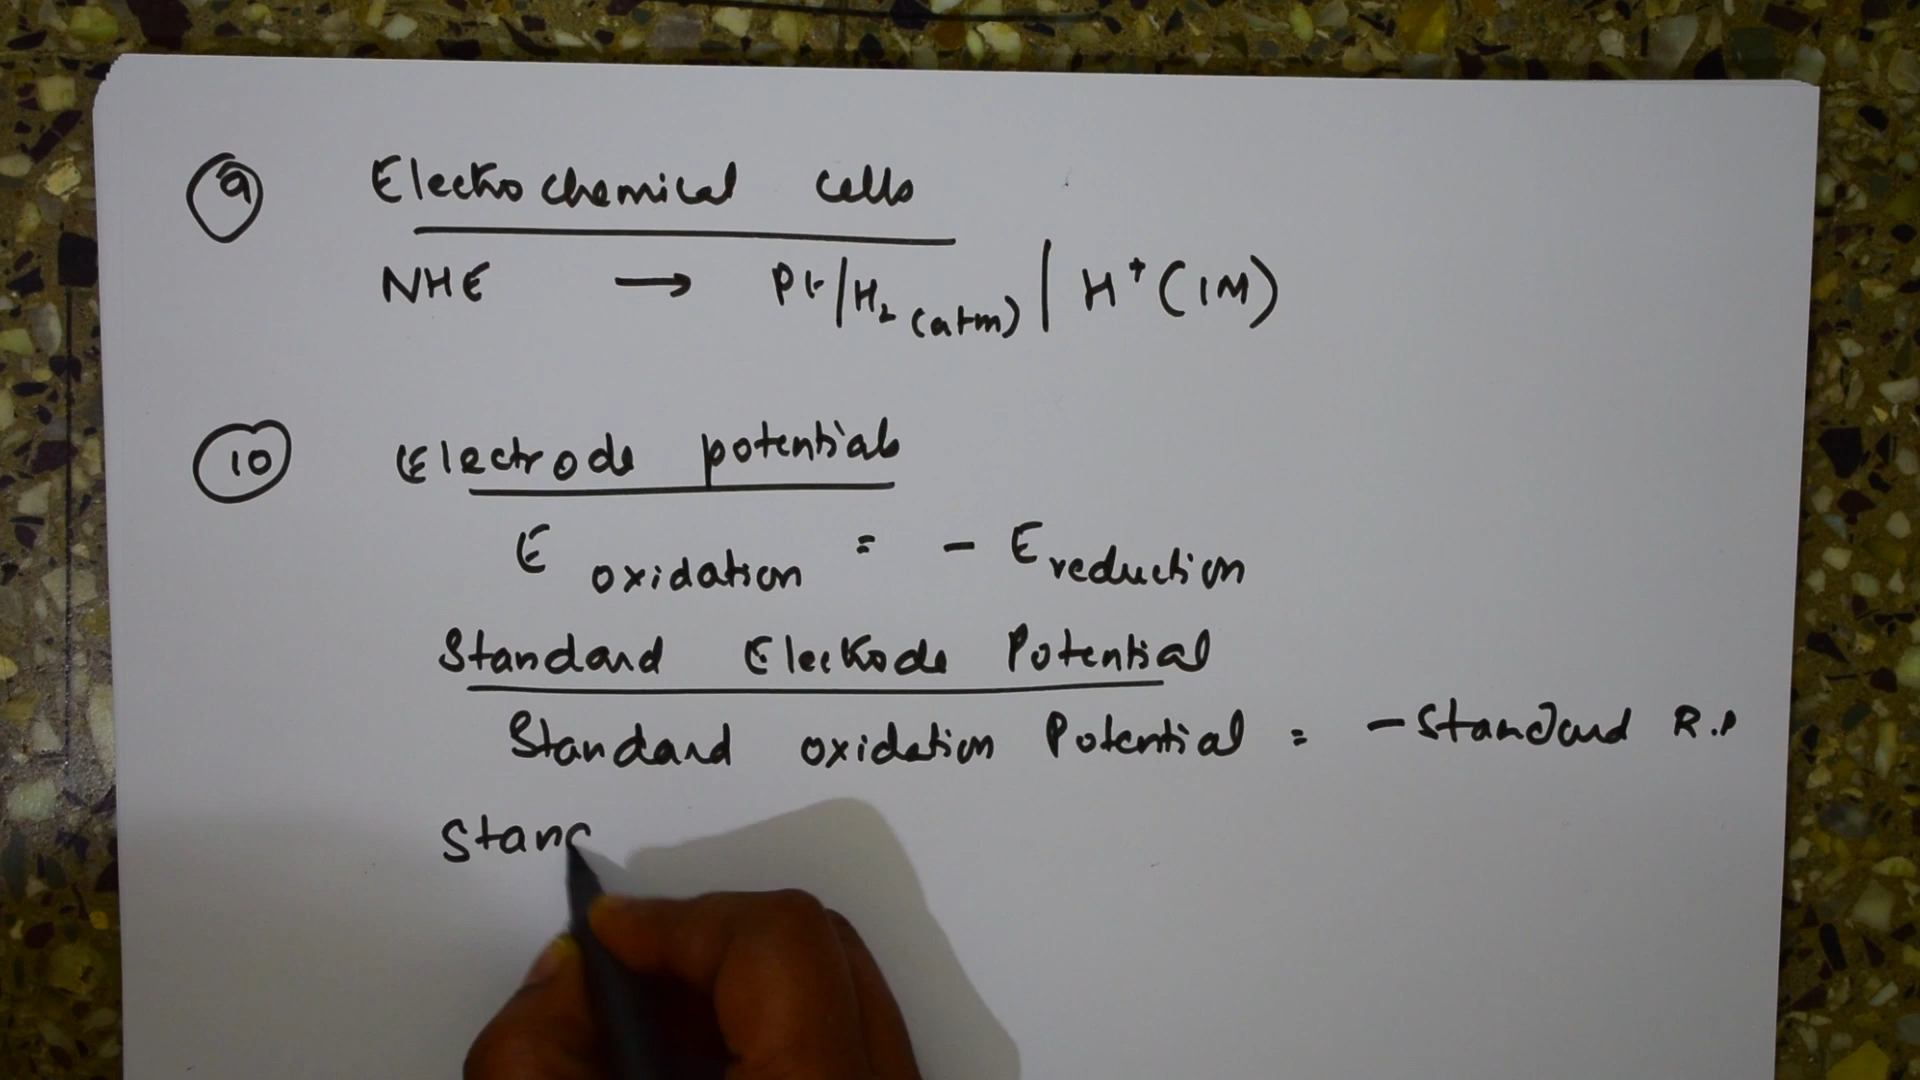 9 Electrochemical cells
NHE → Pt/H₂ (atm) | H⁺ (1M)
10 Electrode potentials
E oxidation = - E reduction
Standard Electrode Potential
Standard oxidation Potential = - Standard R.P
Stand